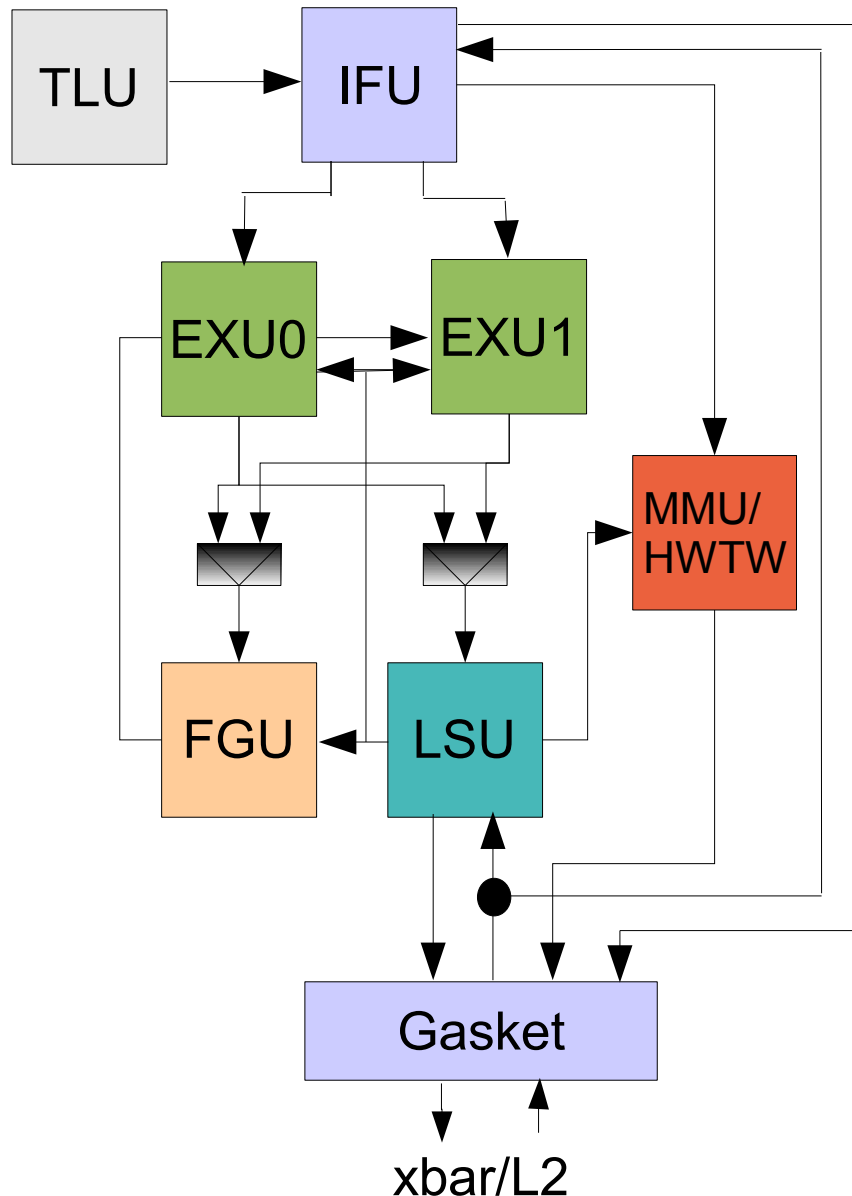 TLU
IFU
EXU0
EXU1
MMU/
HWTW
FGU
LSU
Gasket
xbar/L2